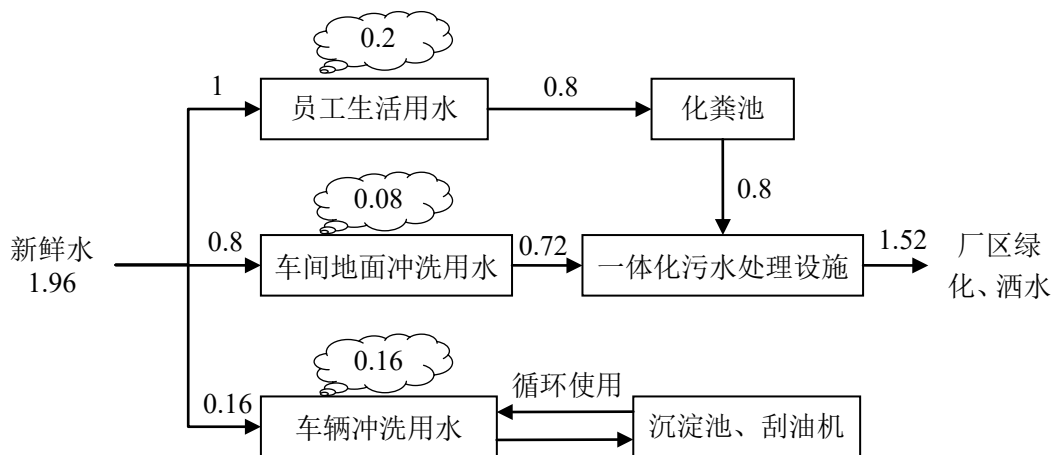 0.2
1
员工生活用水
0.8
化粪池
0.8
0.08
新鲜水
1.96
0.8
车间地面冲洗用水
0.72
一体化污水处理设施
1.52
厂区绿
化、洒水
0.16
0.16
车辆冲洗用水
循环使用
沉淀池、刮油机